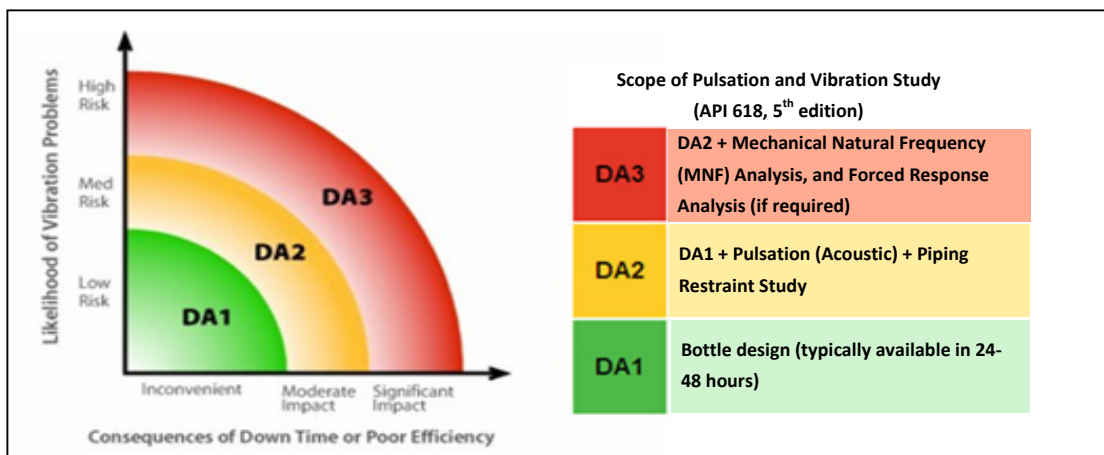 Likelihood of Vibration Problems
High
Risk
Med
Risk
Low
Risk
DA3
DA2
DA1
Inconvenient
Moderate
Impact
Significant
Impact
Consequences of Down Time or Poor Efficiency
Scope of Pulsation and Vibration Study
(API 618, 5th edition)
DA3
DA2 + Mechanical Natural Frequency
(MNF) Analysis, and Forced Response
Analysis (if required)
DA2
DA1 + Pulsation (Acoustic) + Piping
Restraint Study
DA1
Bottle design (typically available in 24-
48 hours)